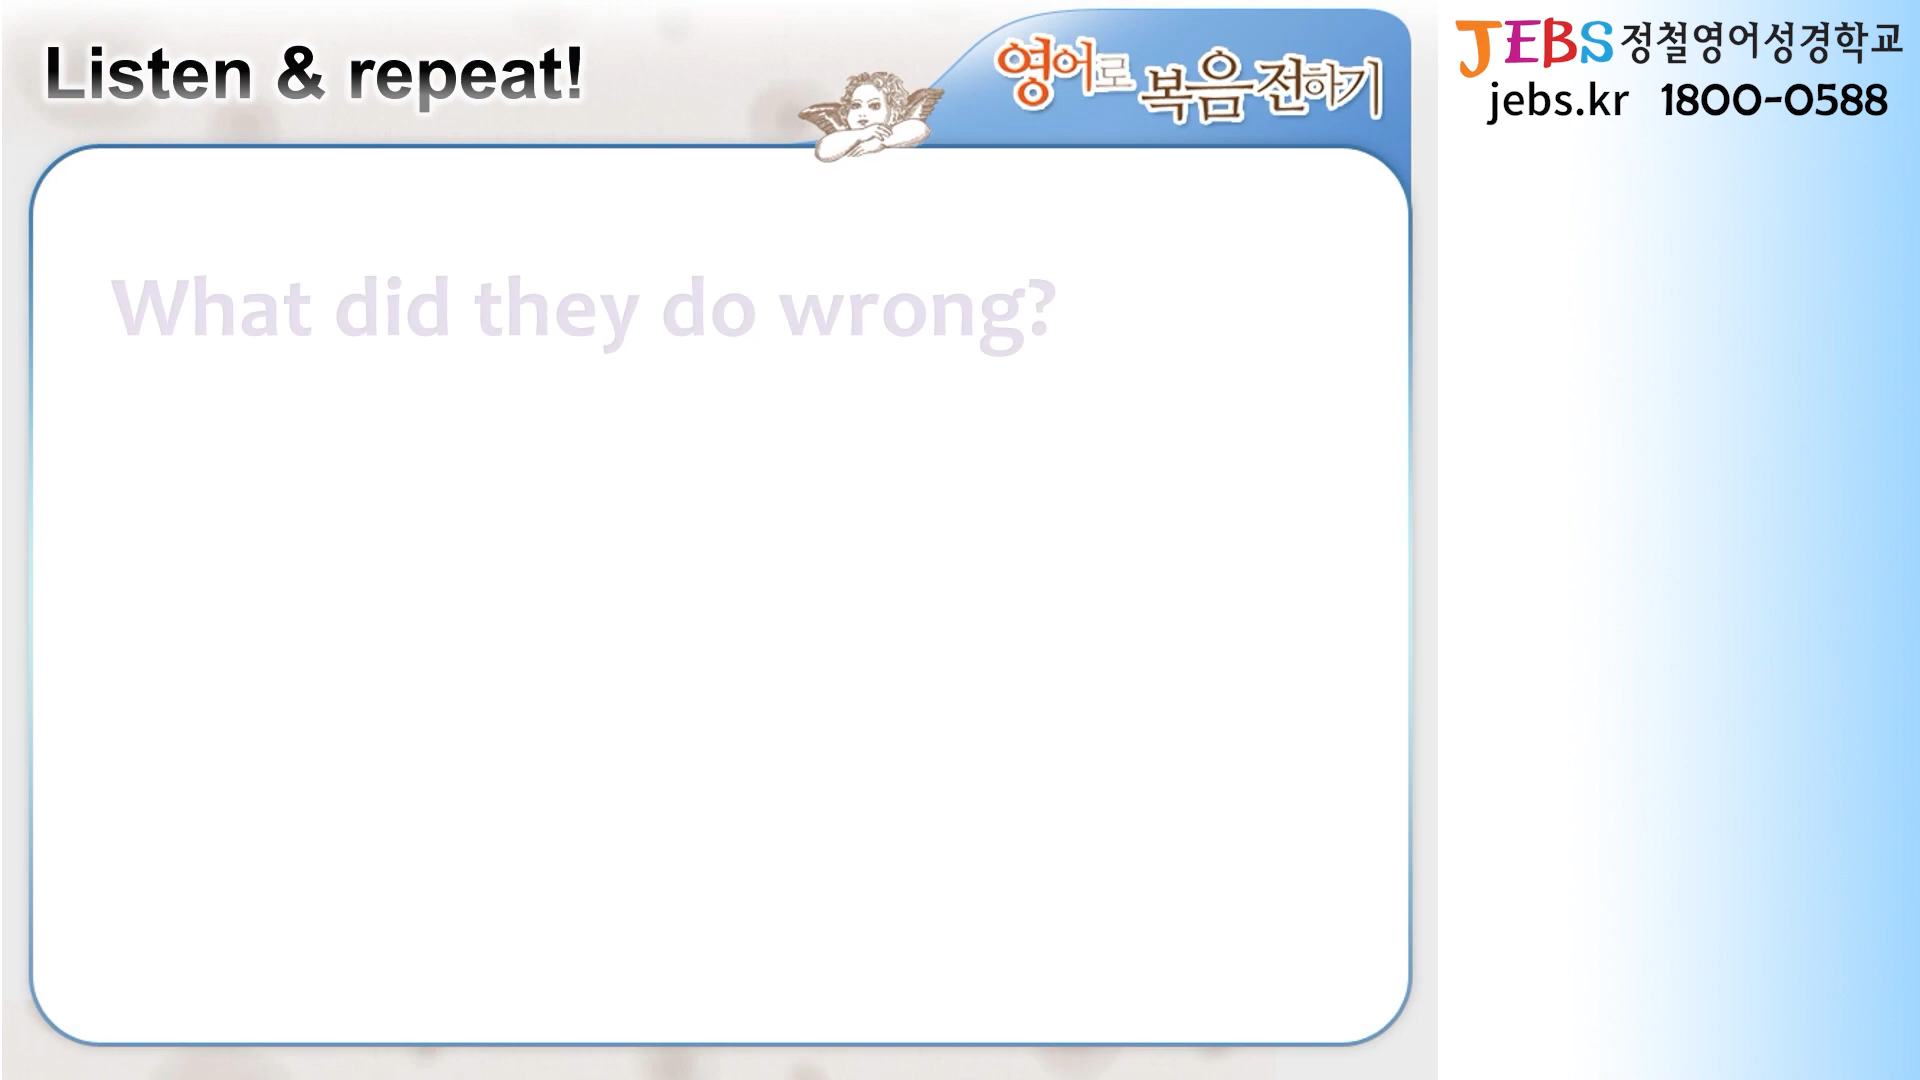 Listen & repeat!
영어로 복음 전하기
JEBS 정철영어성경학교
jebs.kr 1800-0588
What did they do wrong?